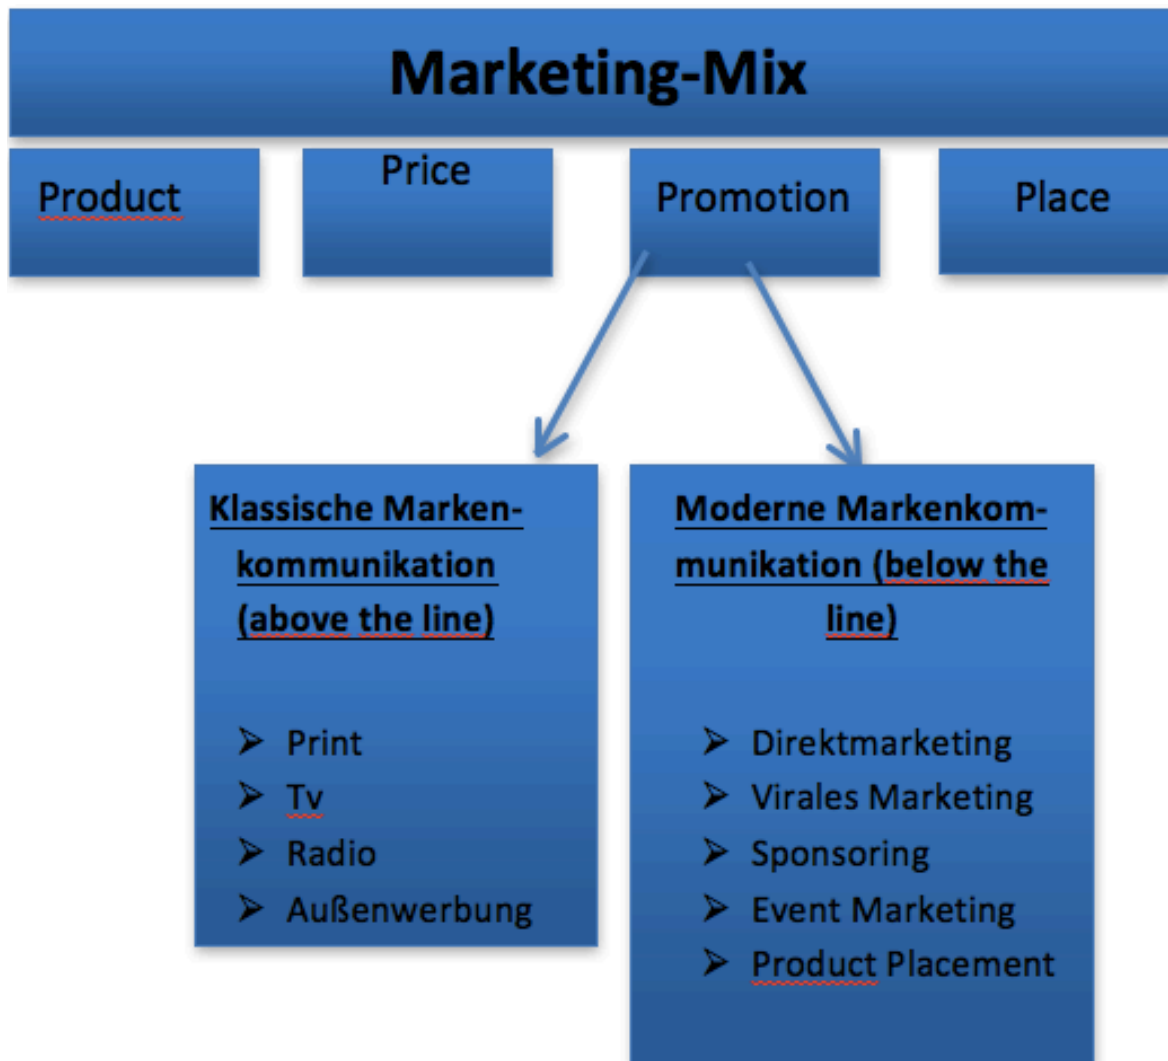 Marketing-Mix
Product
Price
Promotion
Place
Klassische Marken-
kommunikation
(above the line)
Print
Tv
Radio
Außenwerbung
Moderne Markenkom-
munikation (below the
line)
Direktmarketing
Virales Marketing
Sponsoring
Event Marketing
Product Placement